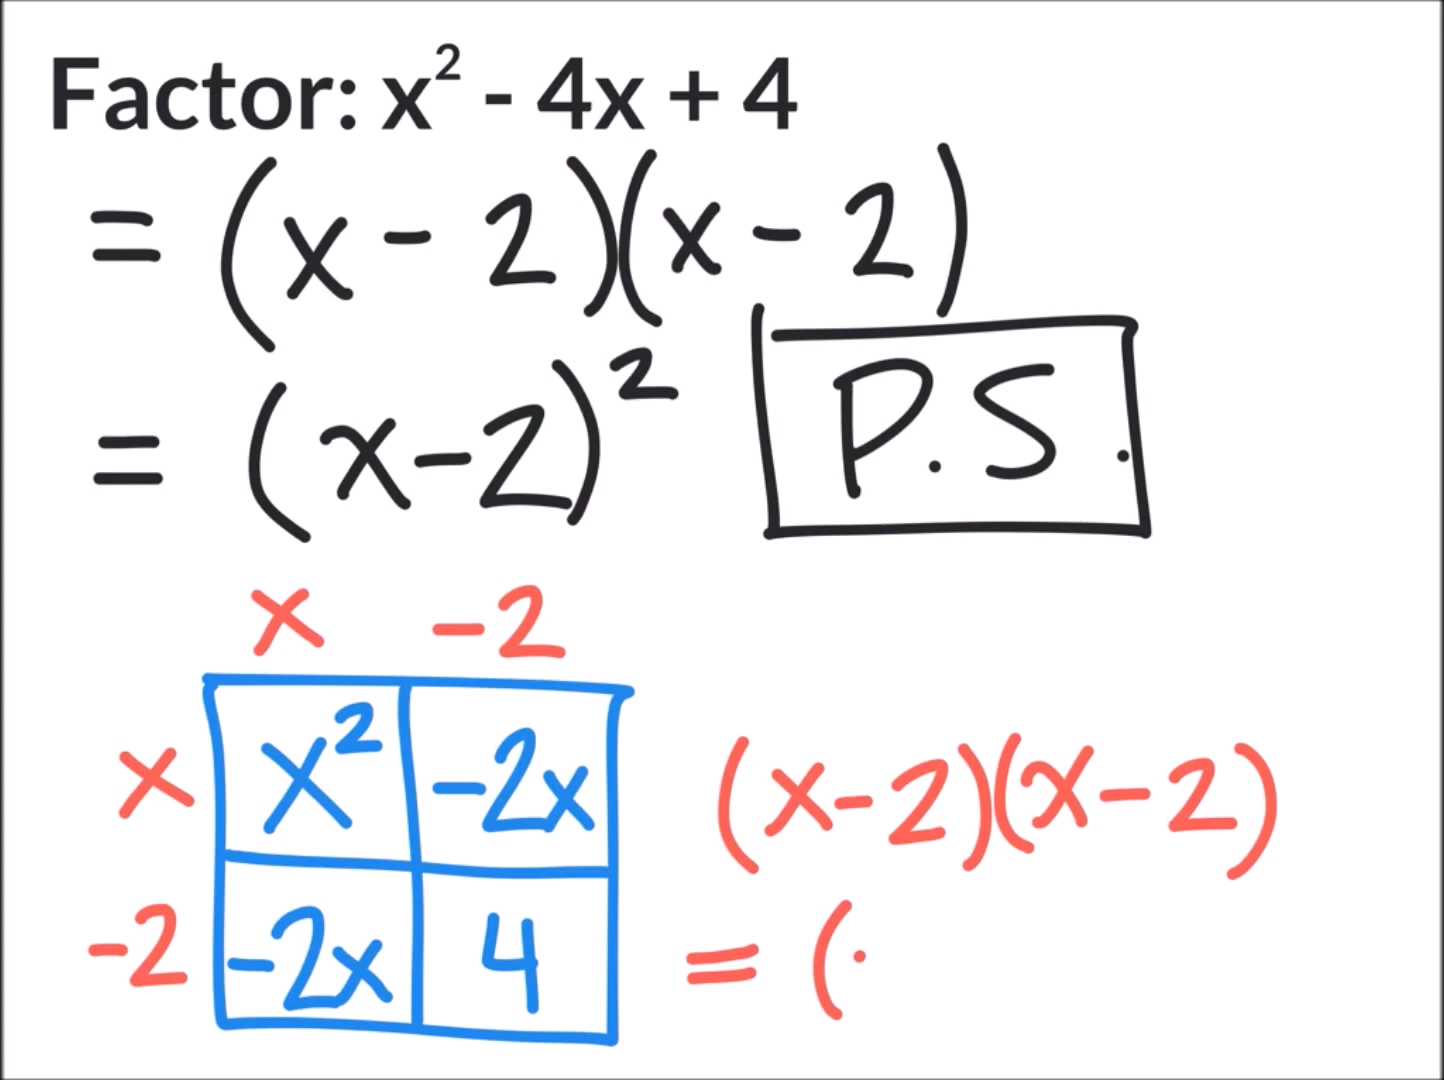 Factor: x² - 4x + 4
= (x - 2)(x - 2)
= (x-2)² P.S.
x -2
x x² -2x (x-2)(x-2)
-2 -2x 4 = (